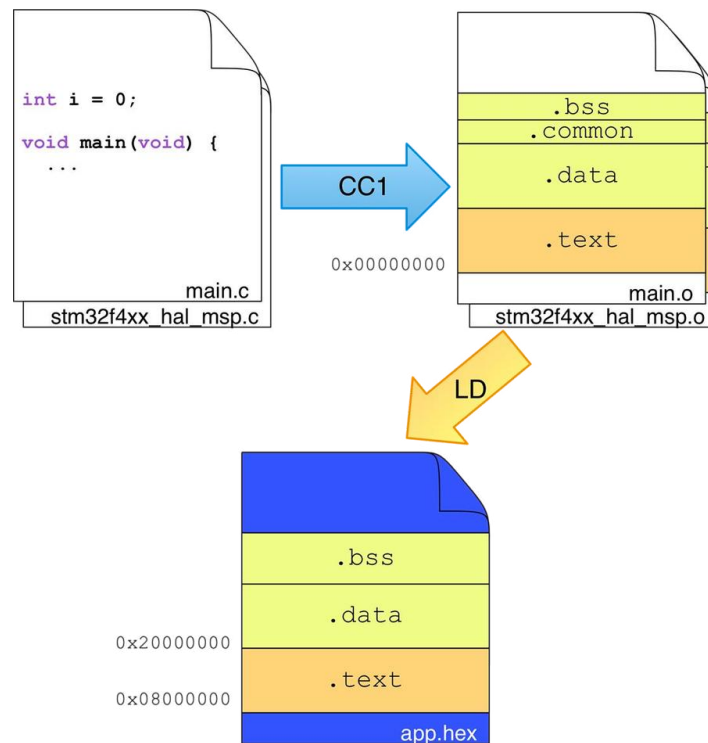 int i = 0;
void main(void) {
...
main.c
stm32f4xx_hal_msp.c
CC1
.bss
.common
.data
.text
0x00000000
main.o
stm32f4xx_hal_msp.o
LD
.bss
.data
0x20000000
.text
0x08000000
app.hex